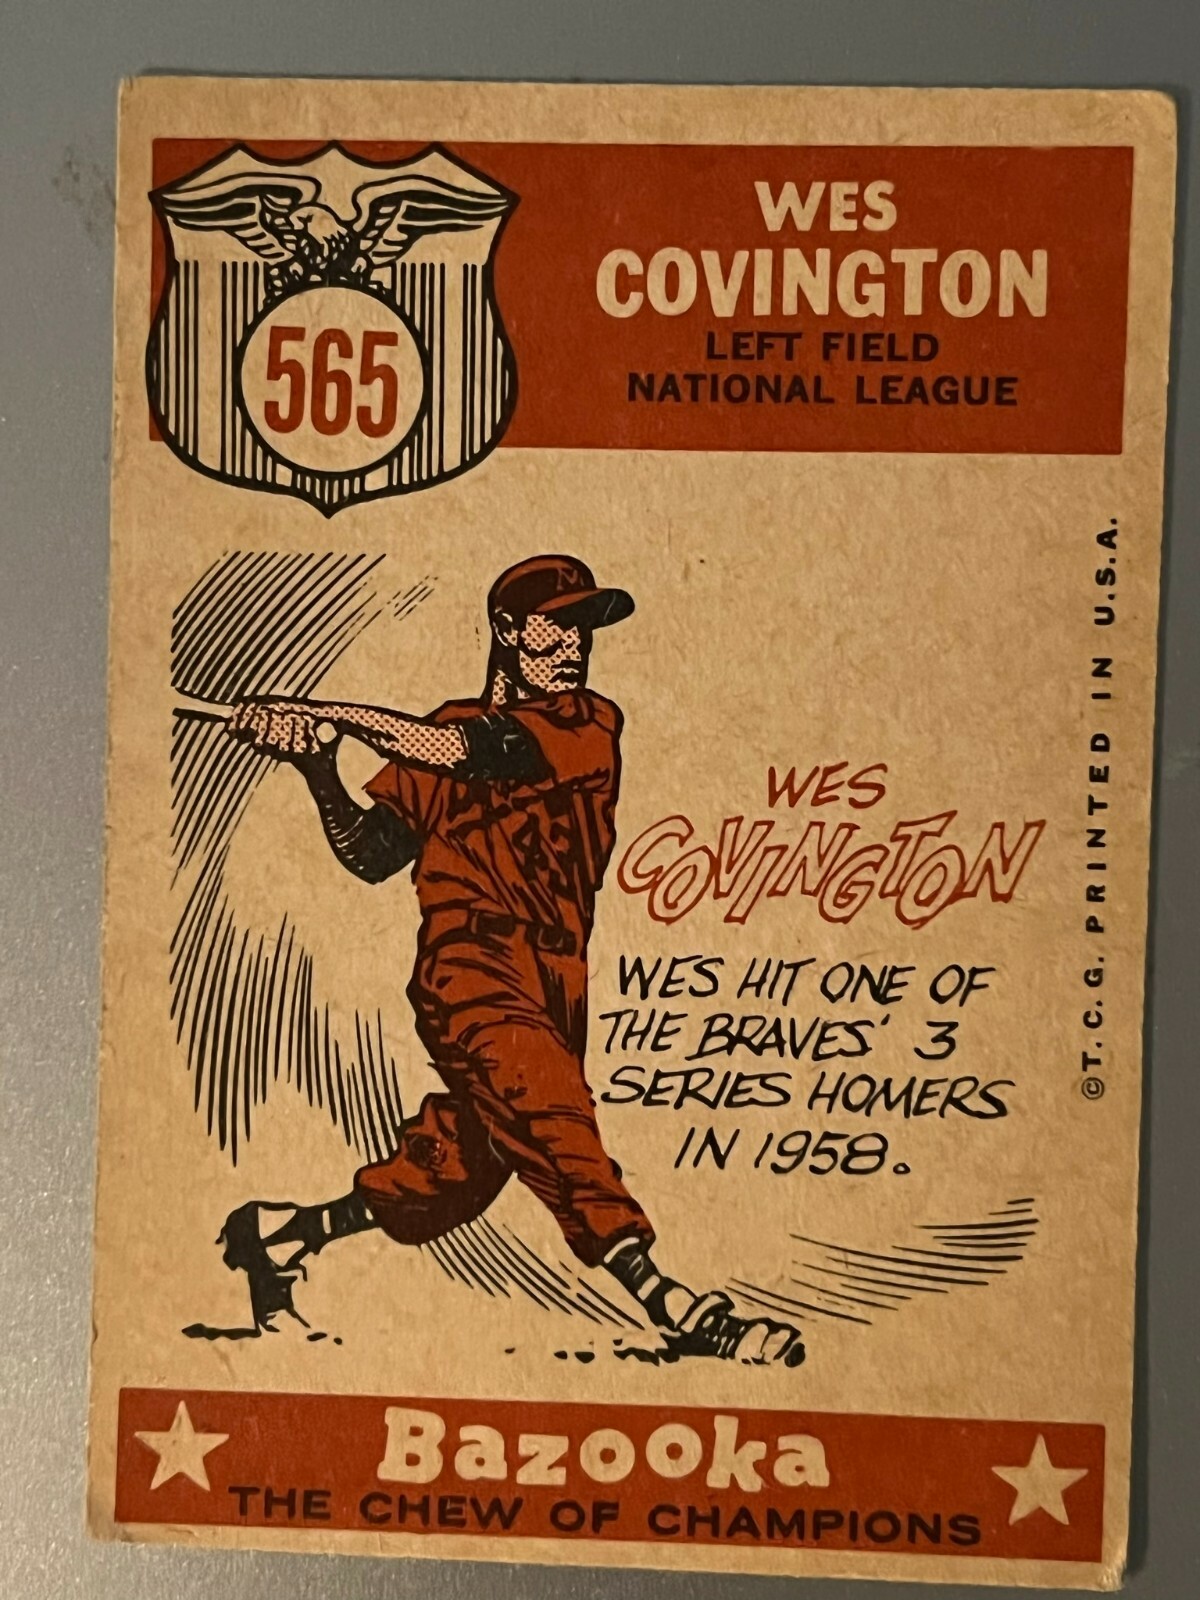 565
WES
COVINGTON
LEFT FIELD
NATIONAL LEAGUE
M
WES
COVINGTON
WES HIT ONE OF
THE BRAVES' 3
SERIES HOMERS
IN 1958.
©T. C. G. PRINTED IN U.S.A.
Bazooka
THE CHEW OF CHAMPIONS